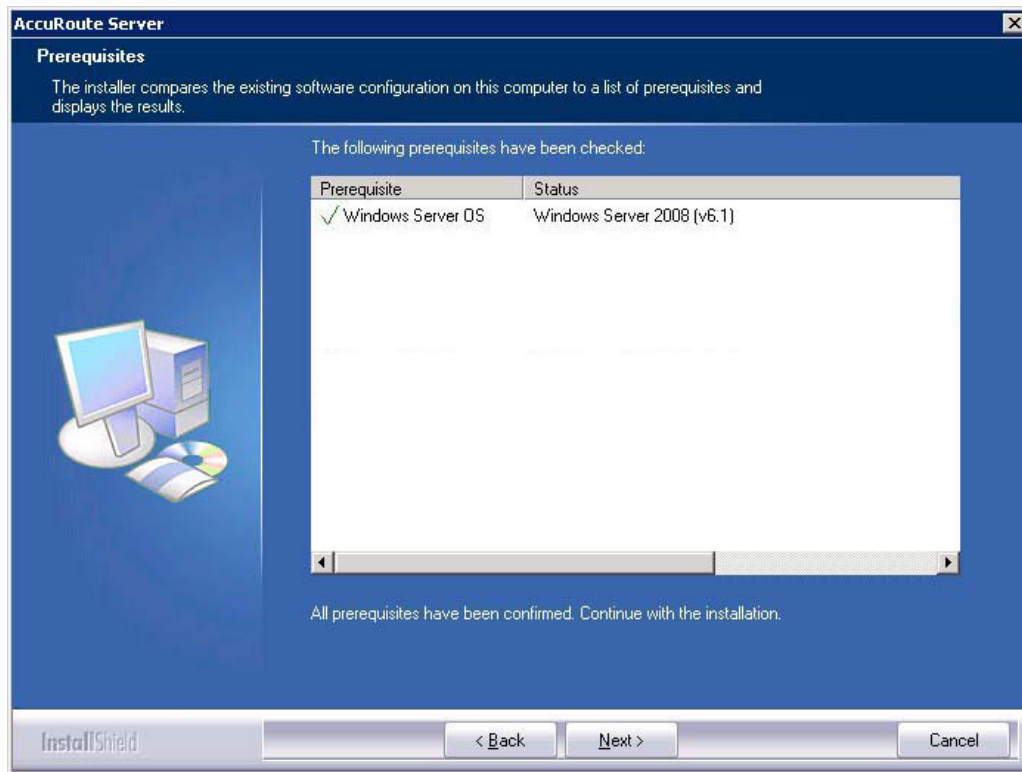 AccuRoute Server
Prerequisites
The installer compares the existing software configuration on this computer to a list of prerequisites and
displays the results.
The following prerequisites have been checked:
Prerequisite Status
Windows Server OS Windows Server 2008 (v6.1)
All prerequisites have been confirmed. Continue with the installation.
InstallShield
< Back Next > Cancel